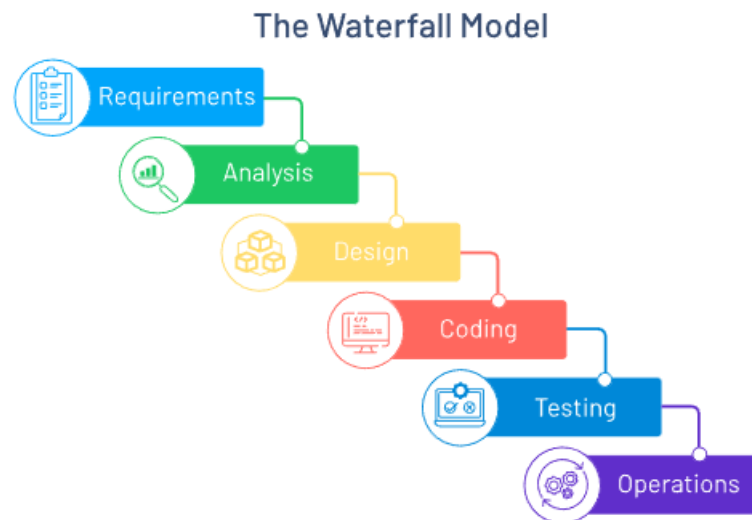 The Waterfall Model
Requirements
Analysis
Design
Coding
Testing
Operations